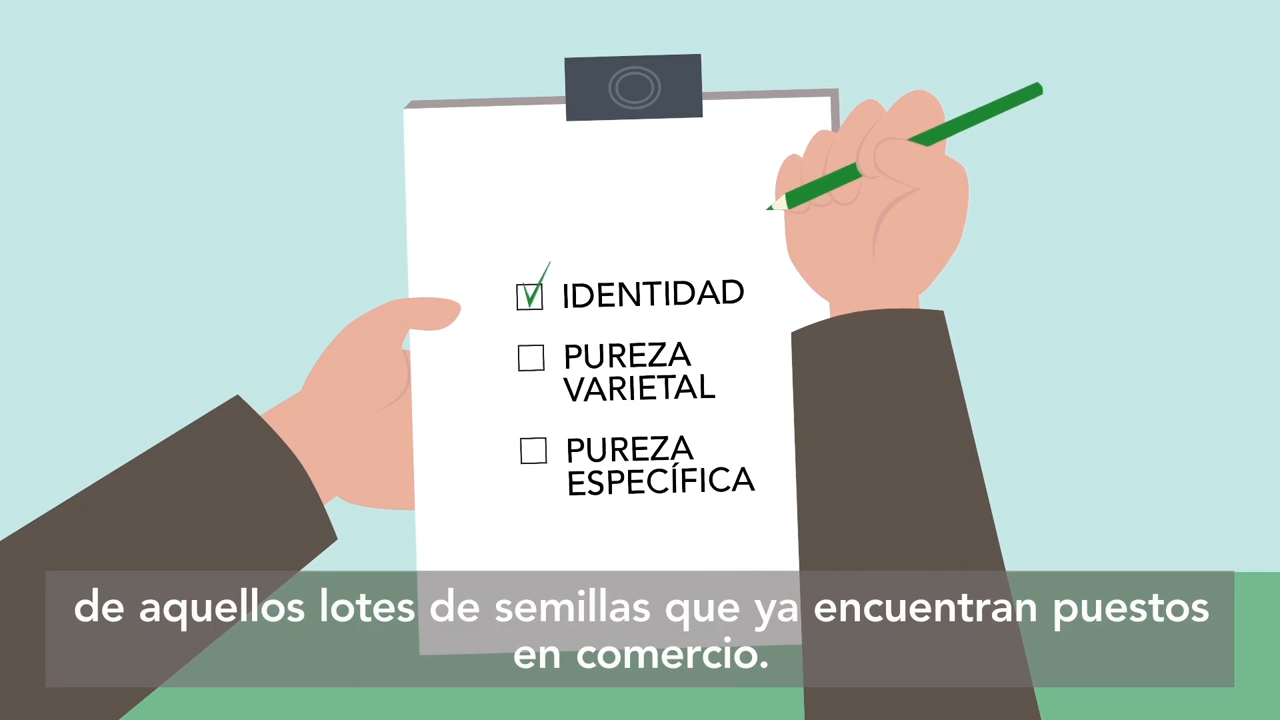 IDENTIDAD
PUREZA
VARIETAL
PUREZA
ESPECÍFICA
de aquellos lotes de semillas que ya encuentran puestos
en comercio.